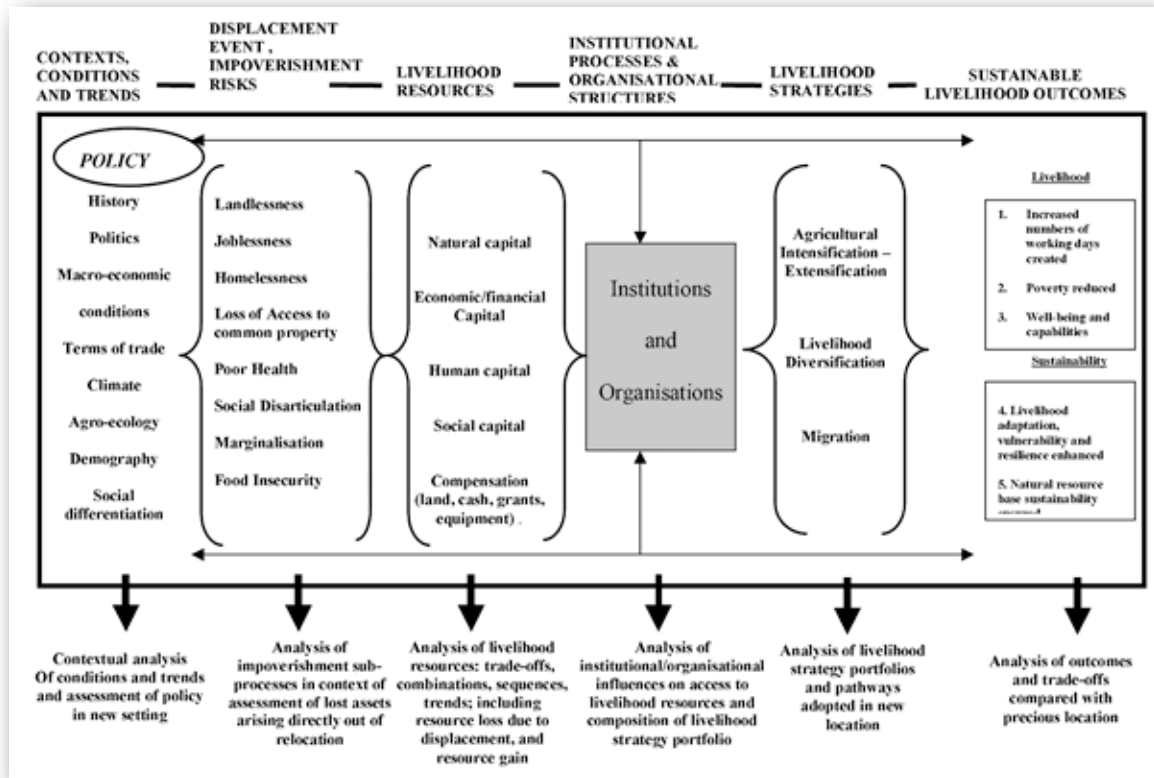 CONTEXTS,
CONDITIONS
AND TRENDS
DISPLACEMENT
EVENT ,
IMPOVERISHMENT
RISKS
LIVELIHOOD
RESOURCES
INSTITUTIONAL
PROCESSES &
ORGANISATIONAL
STRUCTURES
LIVELIHOOD
STRATEGIES
SUSTAINABLE
LIVELIHOOD OUTCOMES
POLICY
History
Politics
Macro-economic
conditions
Terms of trade
Climate
Agro-ecology
Demography
Social
differentiation
Landlessness
Joblessness
Homelessness
Loss of Access to
common property
Poor Health
Social Disarticulation
Marginalisation
Food Insecurity
Natural capital
Economic/financial
Capital
Human capital
Social capital
Compensation
(land, cash, grants,
equipment) .
Institutions
and
Organisations
Agricultural
Intensification –
Extensification
Livelihood
Diversification
Migration
Livelihood
1. Increased
numbers of
working days
created
2. Poverty reduced
3. Well-being and
capabilities
Sustainability
4. Livelihood
adaptation,
vulnerability and
resilience enhanced
5. Natural resource
base sustainability
Contextual analysis
Of conditions and trends
and assessment of policy
in new setting
Analysis of
impoverishment sub-
processes in context of
assessment of lost assets
arising directly out of
relocation
Analysis of livelihood
resources: trade-offs,
combinations, sequences,
trends; including
resource loss due to
displacement, and
resource gain
Analysis of
institutional/organisational
influences on access to
livelihood resources and
composition of livelihood
strategy portfolio
Analysis of livelihood
strategy portfolios
and pathways
adopted in new
location
Analysis of outcomes
and trade-offs
compared with
precious location